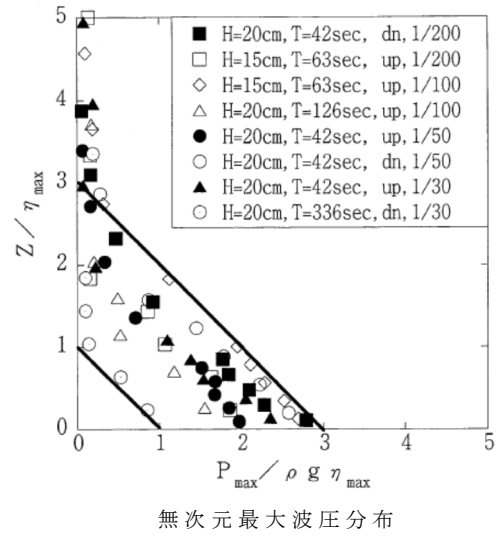 H=20cm, T=42sec, dn, 1/200
H=15cm, T=63sec, up, 1/200
H=15cm, T=63sec, up, 1/100
H=20cm, T=126sec, up, 1/100
H=20cm, T=42sec, up, 1/50
H=20cm, T=42sec, dn, 1/50
H=20cm, T=42sec, up, 1/30
H=20cm, T=336sec, dn, 1/30
5
4
3
2
1
0
Z/ηmax
0 1 2 3 4 5
Pmax/ρgηmax
無次元最大波圧分布